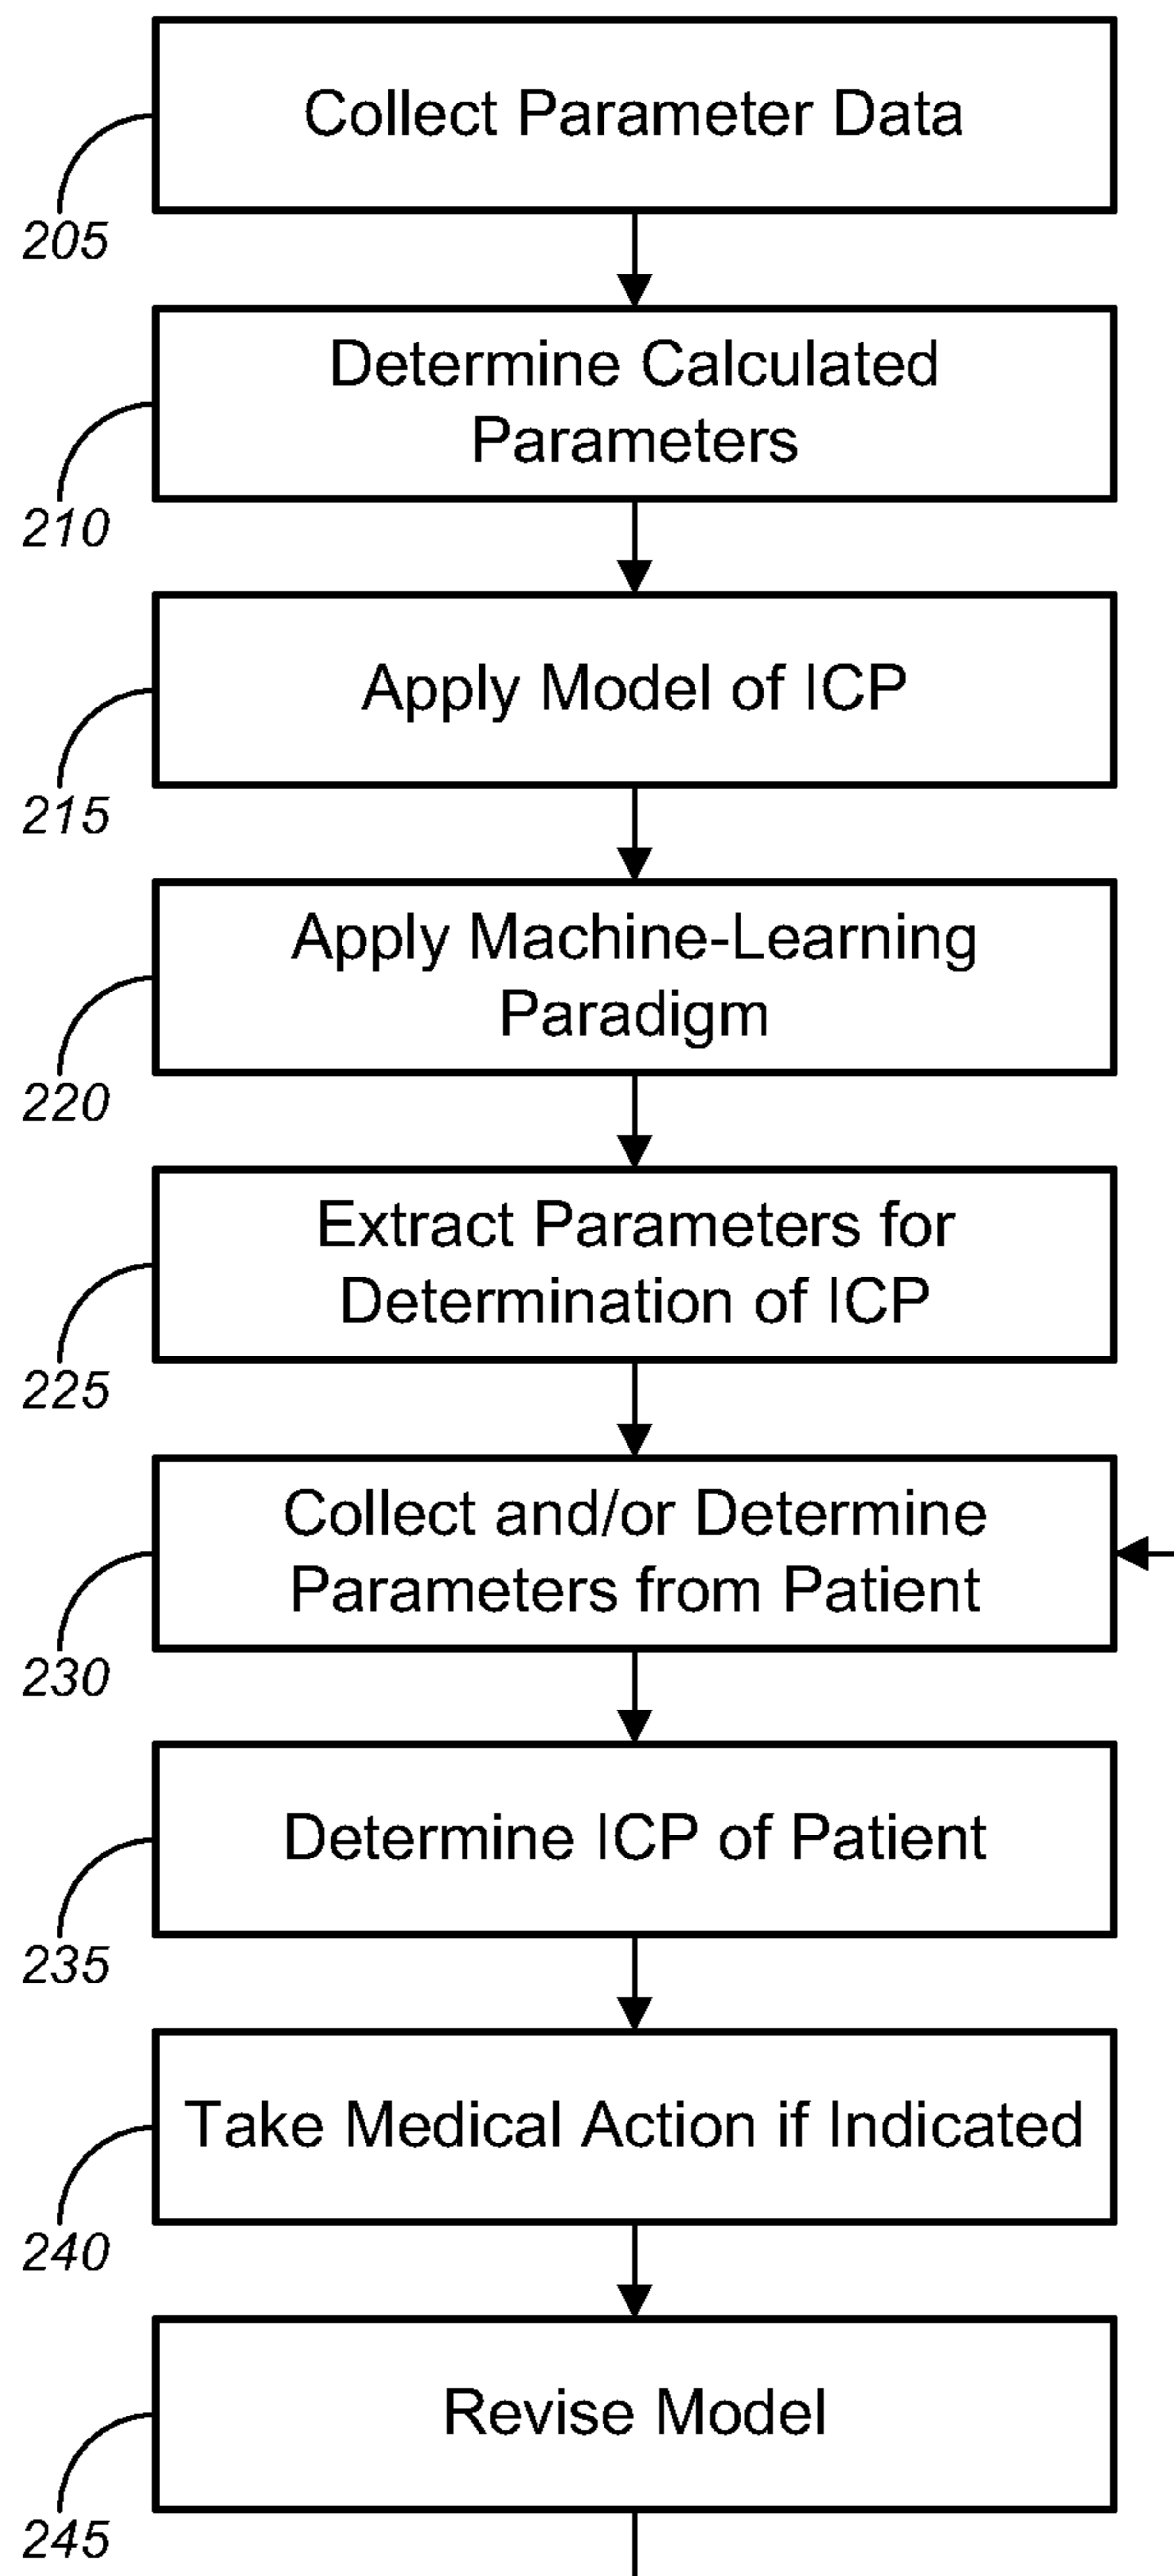 Collect Parameter Data
205
Determine Calculated
Parameters
210
Apply Model of ICP
215
Apply Machine-Learning
Paradigm
220
Extract Parameters for
Determination of ICP
225
Collect and/or Determine
Parameters from Patient
230
Determine ICP of Patient
235
Take Medical Action if Indicated
240
Revise Model
245